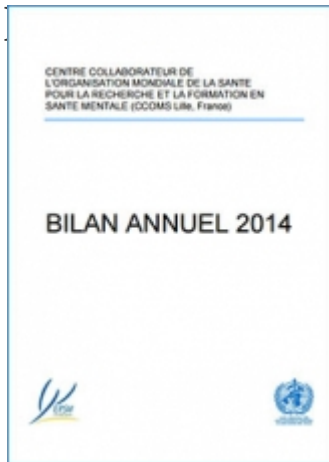 CENTRE COLLABORATEUR DE
L'ORGANISATION MONDIALE DE LA SANTE
POUR LA RECHERCHE ET LA FORMATION EN
SANTE MENTALE (CCOMS Lille, France)
BILAN ANNUEL 2014
EPSM